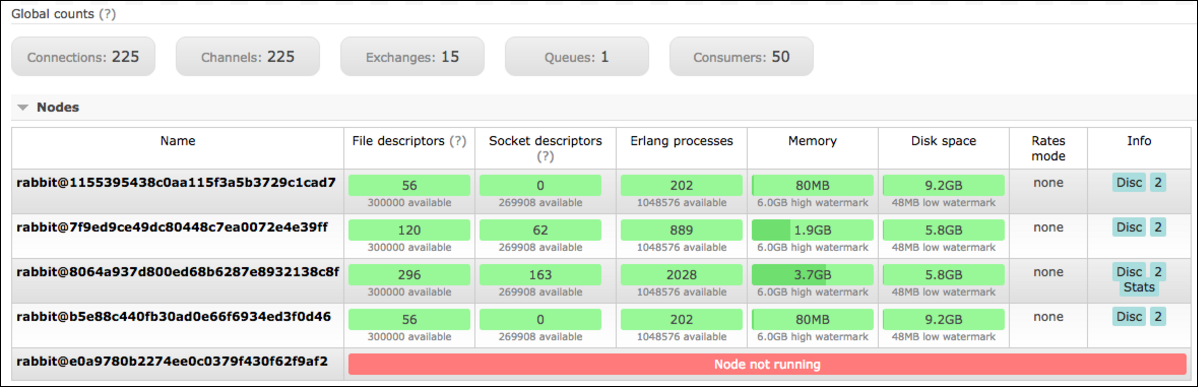 Global counts (?)
Connections: 225 Channels: 225 Exchanges: 15 Queues: 1 Consumers: 50
Nodes
Name File descriptors (?) Socket descriptors (?) Erlang processes Memory Disk space Rates mode Info
rabbit@1155395438c0aa115f3a5b3729c1cad7 56 0 202 80MB 9.2GB none Disc 2
300000 available 269908 available 1048576 available 6.0GB high watermark 48MB low watermark
rabbit@7f9ed9ce49dc80448c7ea0072e4e39ff 120 62 889 1.9GB 5.8GB none Disc 2
300000 available 269908 available 1048576 available 6.0GB high watermark 48MB low watermark
rabbit@8064a937d800ed68b6287e8932138c8f 296 163 2028 3.7GB 5.8GB none Disc 2
300000 available 269908 available 1048576 available 6.0GB high watermark 48MB low watermark Stats
rabbit@b5e88c440fb30ad0e66f6934ed3f0d46 56 0 202 80MB 9.2GB none Disc 2
300000 available 269908 available 1048576 available 6.0GB high watermark 48MB low watermark
rabbit@e0a9780b2274ee0c0379f430f62f9af2 Node not running